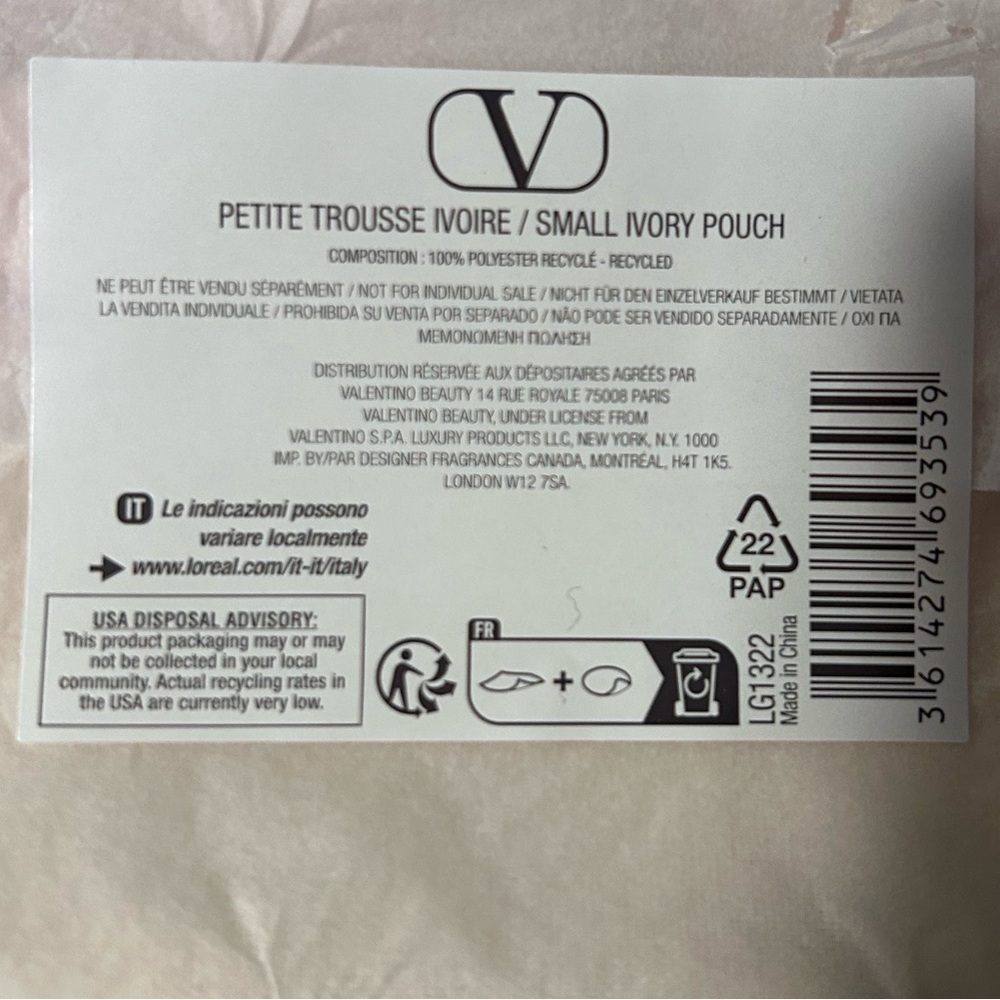 V
PETITE TROUSSE IVOIRE / SMALL IVORY POUCH
COMPOSITION : 100% POLYESTER RECYCLÉ - RECYCLED
NE PEUT ÊTRE VENDU SÉPARÉMENT / NOT FOR INDIVIDUAL SALE / NICHT FÜR DEN EINZELVERKAUF BESTIMMT / VIETATA
LA VENDITA INDIVIDUALE / PROHIBIDA SU VENTA POR SEPARADO / NÃO PODE SER VENDIDO SEPARADAMENTE / ΟΧΙ ΓΙΑ
ΜΕΜΟΝΩΜΕΝΗ ΠΩΛΗΣΗ
DISTRIBUTION RÉSERVÉE AUX DÉPOSITAIRES AGRÉÉS PAR
VALENTINO BEAUTY 14 RUE ROYALE 75008 PARIS
VALENTINO BEAUTY, UNDER LICENSE FROM
VALENTINO S.P.A. LUXURY PRODUCTS LLC, NEW YORK, N.Y. 1000
IMP. BY/PAR DESIGNER FRAGRANCES CANADA, MONTRÉAL, H4T 1K5.
LONDON W12 7SA
IT Le indicazioni possono
variare localmente
www.loreal.com/it-it/italy
USA DISPOSAL ADVISORY:
This product packaging may or may
not be collected in your local
community. Actual recycling rates in
the USA are currently very low.
FR
+
22
PAP
LG1322
Made in China
3 614274 693539